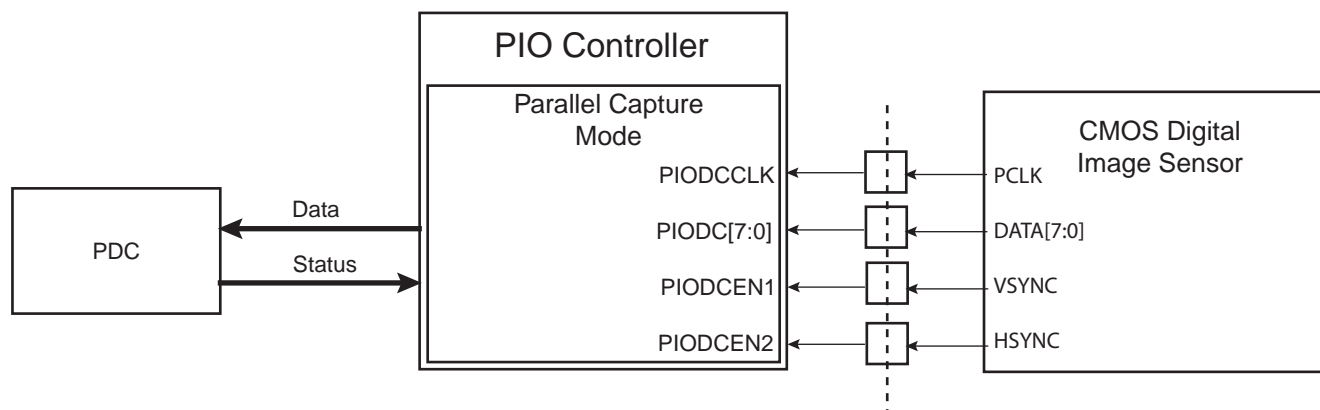 PIO Controller
Parallel Capture
Mode
CMOS Digital
Image Sensor
PIODCCLK
PCLK
Data
PIODC[7:0]
DATA[7:0]
PDC
Status
PIODCEN1
VSYNC
PIODCEN2
HSYNC